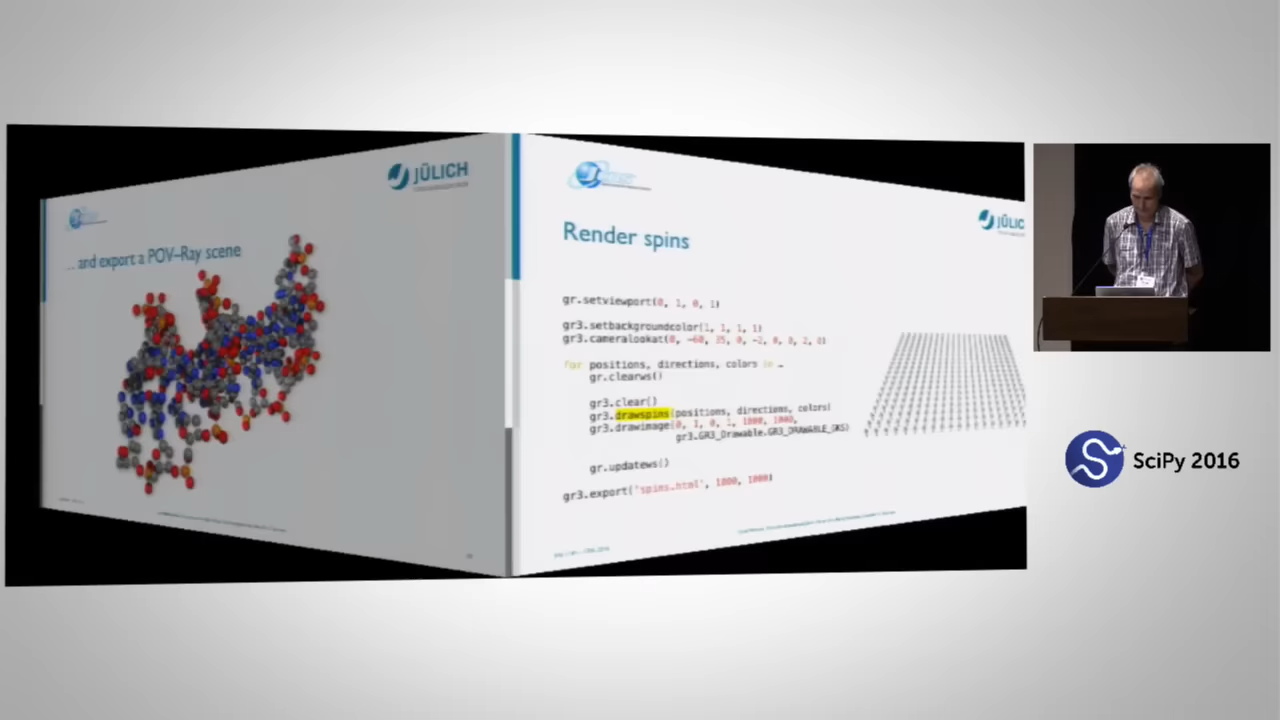 JÜLICH
... and export a POV-Ray scene
JÜLIC
Render spins
gr.setviewport(0, 1, 0, 1)
gr3.setbackgroundcolor(1, 1, 1, 1)
gr3.cameralookat(0, -60, 35, 0, -2, 0, 0, 2, 0)
for positions, directions, colors in …
gr.clearws()
gr3.clear()
gr3.drawspins(positions, directions, colors)
gr3.drawimage(0, 1, 0, 1, 1000, 1000,
gr3.GR3_Drawable.GR3_DRAWABLE_GKS)
gr.updatews()
gr3.export('spins.html', 1000, 1000)
SciPy 2016